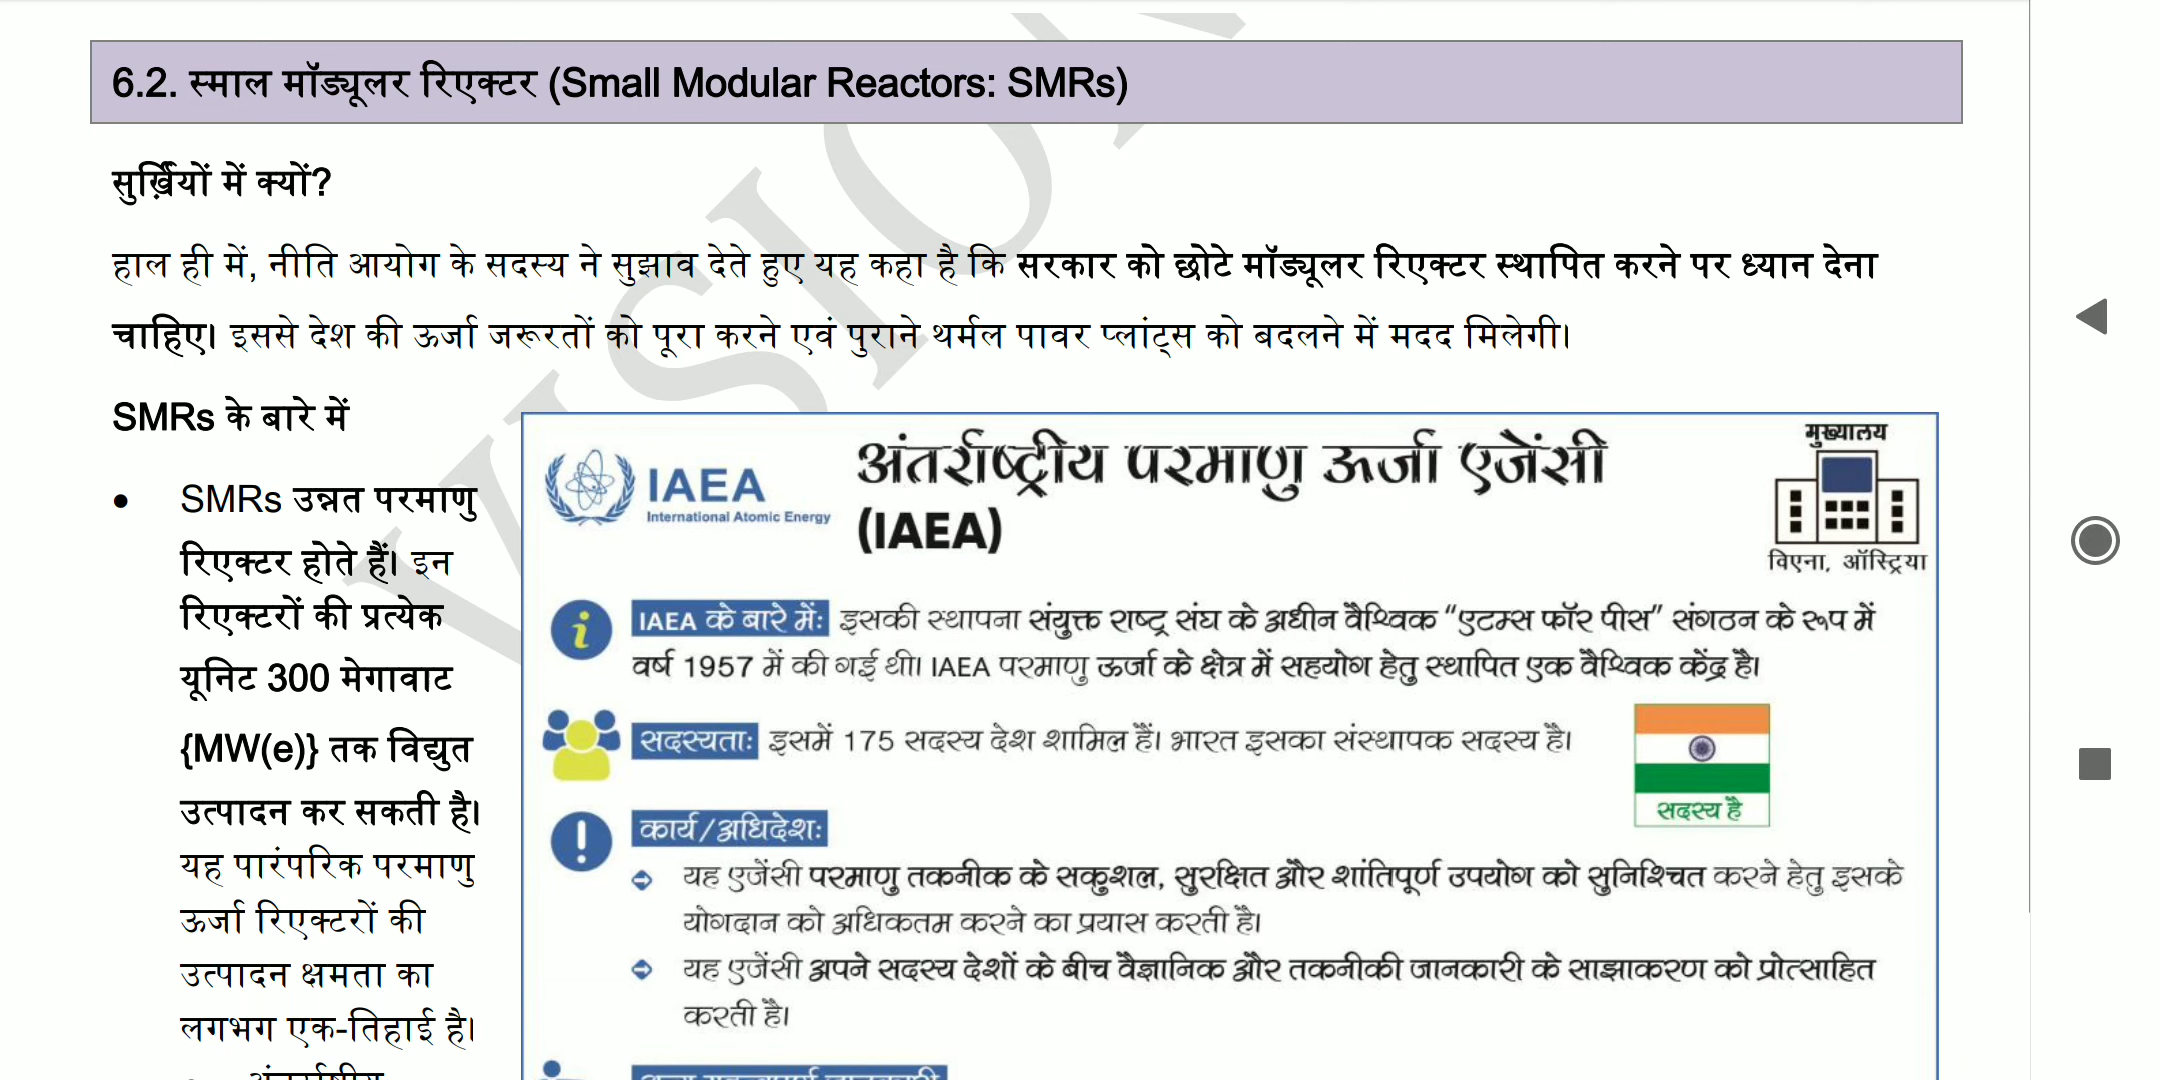 6.2. स्माल मॉड्यूलर रिएक्टर (Small Modular Reactors: SMRs)
सुर्ख़ियों में क्यों?
हाल ही में, नीति आयोग के सदस्य ने सुझाव देते हुए यह कहा है कि सरकार को छोटे मॉड्यूलर रिएक्टर स्थापित करने पर ध्यान देना
चाहिए। इससे देश की ऊर्जा जरूरतों को पूरा करने एवं पुराने थर्मल पावर प्लांट्स को बदलने में मदद मिलेगी।
SMRs के बारे में
• SMRs उन्नत परमाणु
रिएक्टर होते हैं। इन
रिएक्टरों की प्रत्येक
यूनिट 300 मेगावाट
{MW(e)} तक विद्युत
उत्पादन कर सकती है।
यह पारंपरिक परमाणु
ऊर्जा रिएक्टरों की
उत्पादन क्षमता का
लगभग एक-तिहाई है।
IAEA
International Atomic Energy
अंतर्राष्ट्रीय परमाणु ऊर्जा एजेंसी
(IAEA)
मुख्यालय
विएना, ऑस्ट्रिया
IAEA के बारे में: इसकी स्थापना संयुक्त राष्ट्र संघ के अधीन वैश्विक “एटम्स फॉर पीस” संगठन के रूप में
वर्ष 1957 में की गई थी। IAEA परमाणु ऊर्जा के क्षेत्र में सहयोग हेतु स्थापित एक वैश्विक केंद्र है।
सदस्यता: इसमें 175 सदस्य देश शामिल हैं। भारत इसका संस्थापक सदस्य है।
सदस्य है
कार्य/अधिदेश:
यह एजेंसी परमाणु तकनीक के सकुशल, सुरक्षित और शांतिपूर्ण उपयोग को सुनिश्चित करने हेतु इसके
योगदान को अधिकतम करने का प्रयास करती है।
यह एजेंसी अपने सदस्य देशों के बीच वैज्ञानिक और तकनीकी जानकारी के साझाकरण को प्रोत्साहित
करती है।
VISION